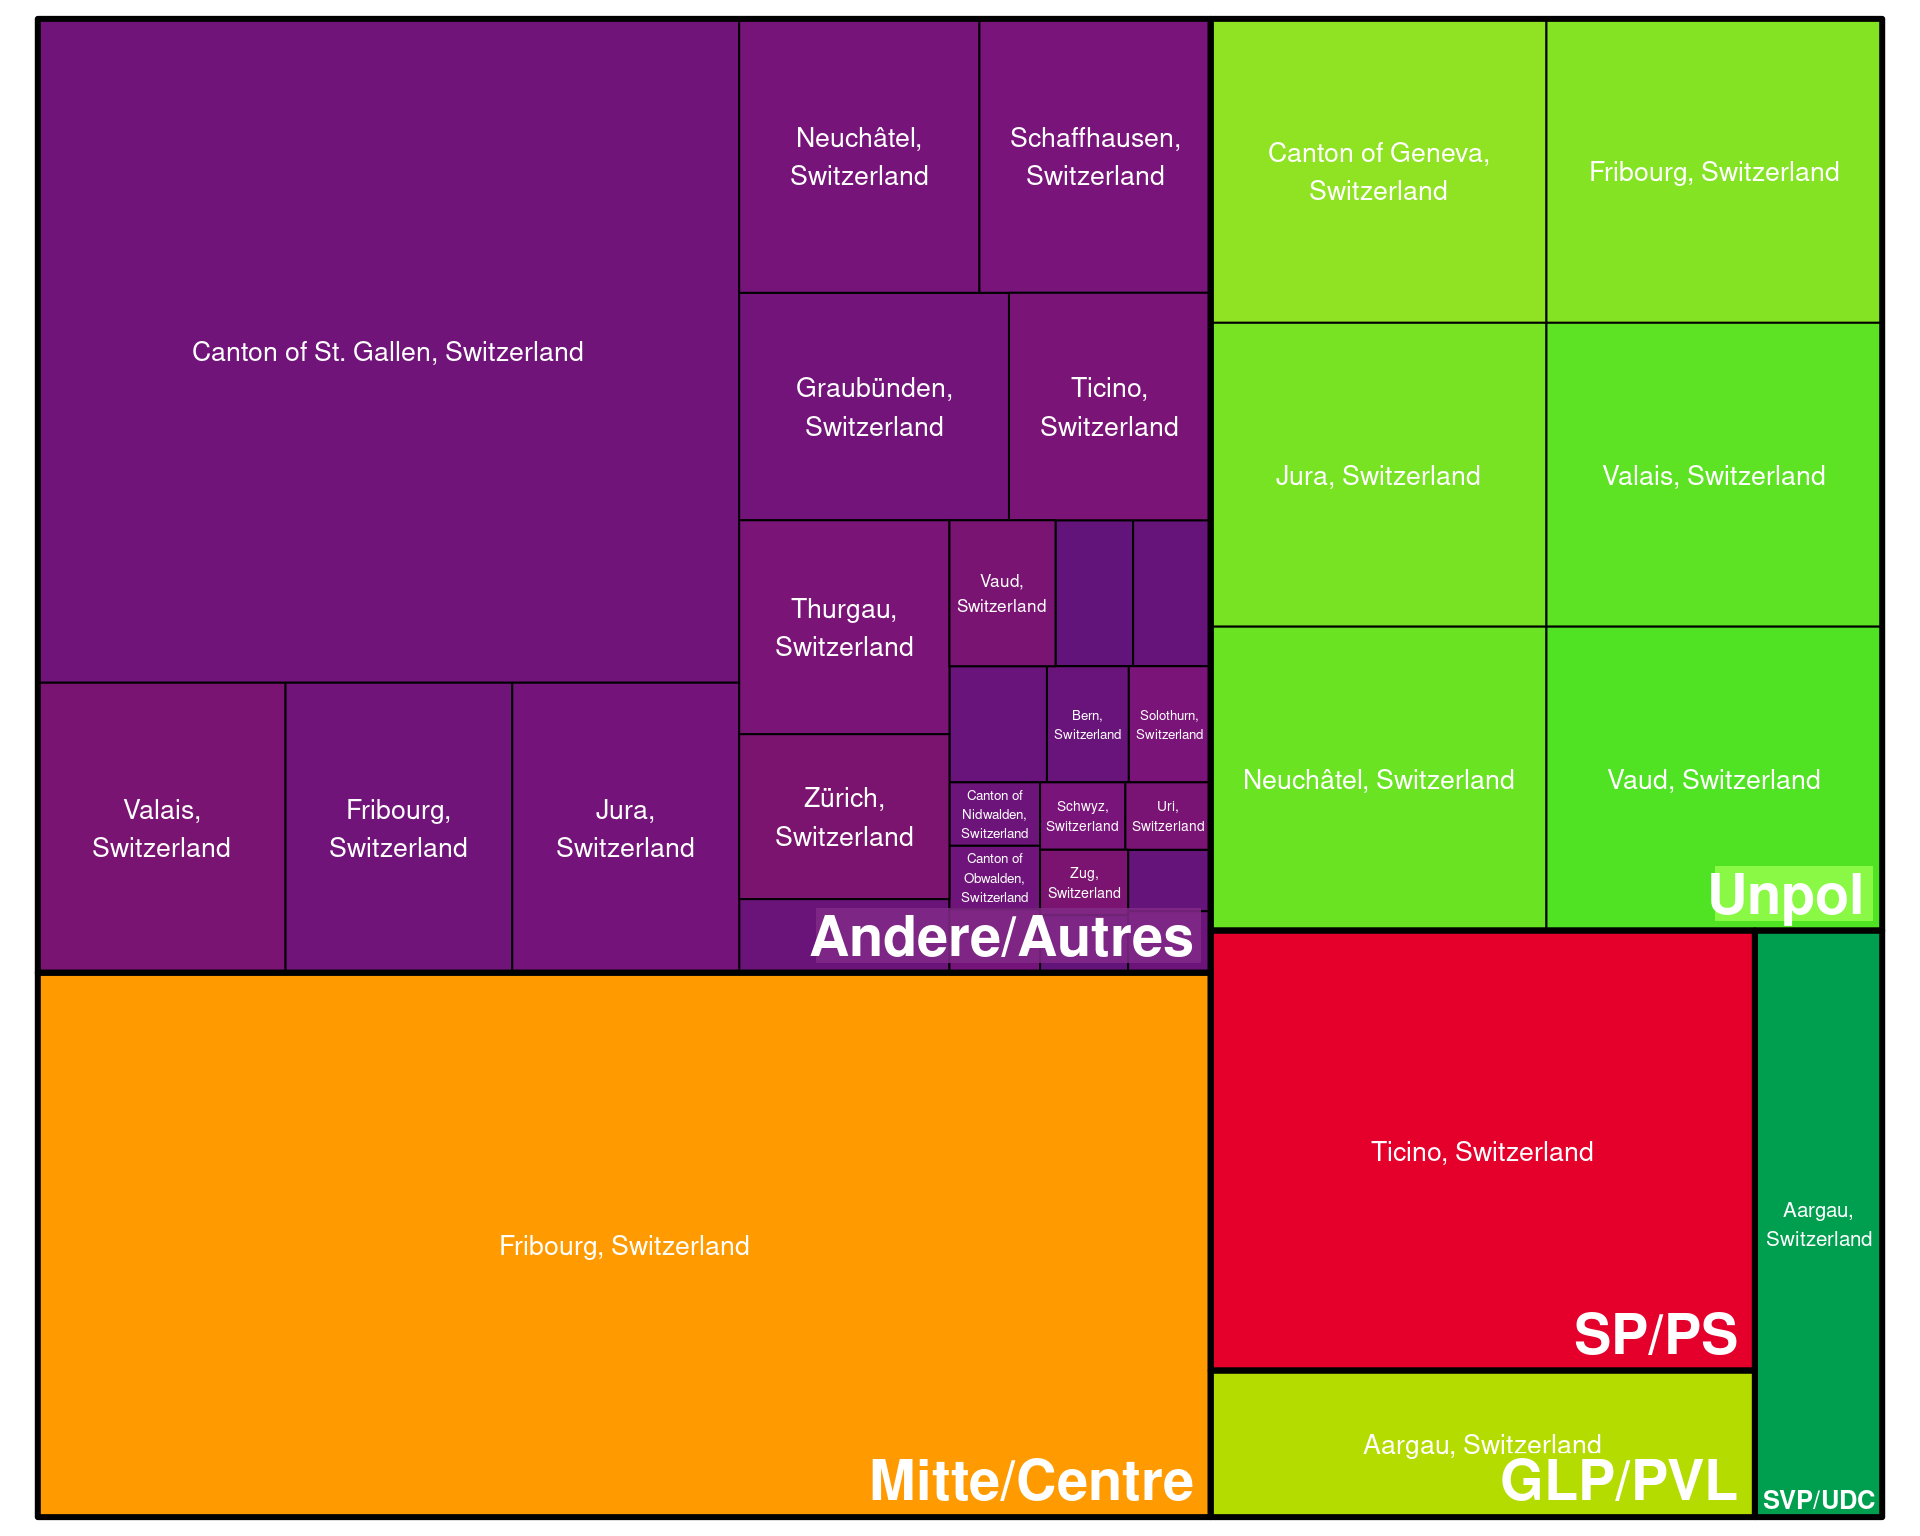 Canton of St. Gallen, Switzerland
Neuchâtel,
Switzerland
Schaffhausen,
Switzerland
Graubünden,
Switzerland
Ticino,
Switzerland
Thurgau,
Switzerland
Vaud,
Switzerland
Bern,
Switzerland
Solothurn,
Switzerland
Zürich,
Switzerland
Canton of
Nidwalden,
Switzerland
Schwyz,
Switzerland
Uri,
Switzerland
Canton of
Obwalden,
Switzerland
Zug,
Switzerland
Valais,
Switzerland
Fribourg,
Switzerland
Jura,
Switzerland
Andere/Autres
Canton of Geneva,
Switzerland
Fribourg, Switzerland
Jura, Switzerland
Valais, Switzerland
Neuchâtel, Switzerland
Vaud, Switzerland
Unpol
Fribourg, Switzerland
Mitte/Centre
Ticino, Switzerland
SP/PS
Aargau, Switzerland
GLP/PVL
Aargau,
Switzerland
SVP/UDC